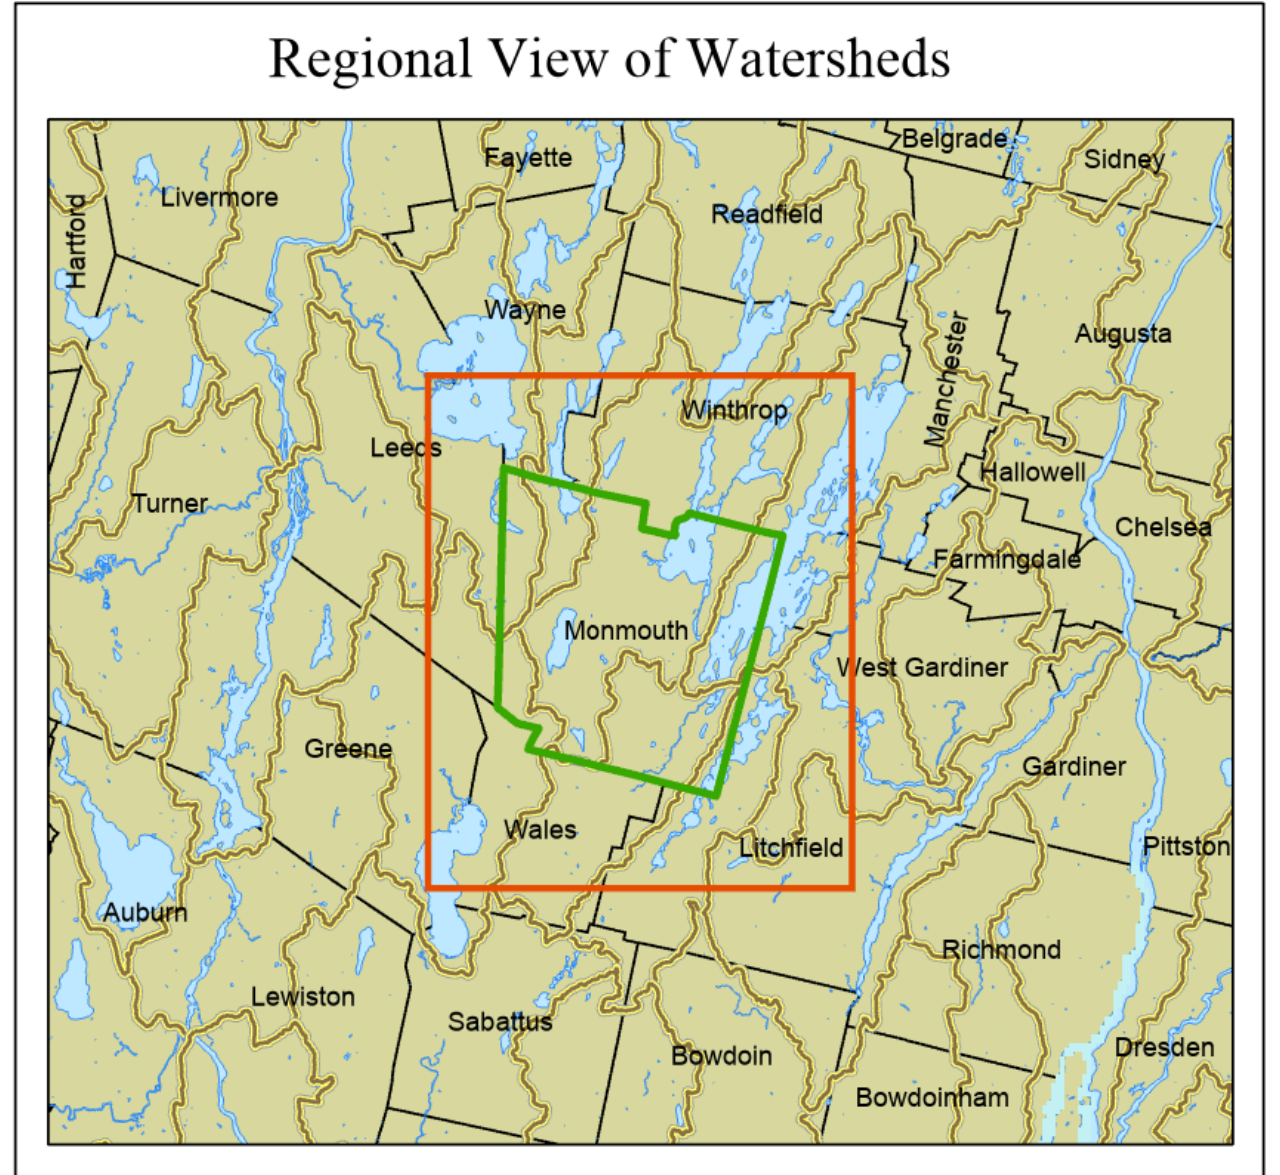 Regional View of Watersheds
Belgrade
Fayette
Sidney
Livermore
Readfield
Hartford
Wayne
Augusta
Manchester
Winthrop
Leeds
Hallowell
Turner
Chelsea
Farmingdale
Monmouth
West Gardiner
Greene
Gardiner
Wales
Litchfield
Pittston
Auburn
Richmond
Lewiston
Sabattus
Dresden
Bowdoin
Bowdoinham